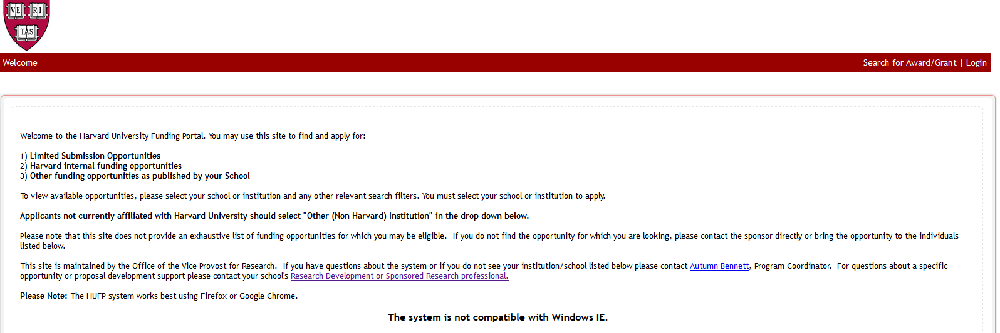 VE RI
TAS
Welcome
Search for Award/Grant | Login
Welcome to the Harvard University Funding Portal. You may use this site to find and apply for:
1) Limited Submission Opportunities
2) Harvard internal funding opportunities
3) Other funding opportunities as published by your School
To view available opportunities, please select your school or institution and any other relevant search filters. You must select your school or institution to apply.
Applicants not currently affiliated with Harvard University should select "Other (Non Harvard) Institution" in the drop down below.
Please note that this site does not provide an exhaustive list of funding opportunities for which you may be eligible.  If you do not find the opportunity for which you are looking, please contact the sponsor directly or bring the opportunity to the individuals
listed below.
This site is maintained by the Office of the Vice Provost for Research.  If you have questions about the system or if you do not see your institution/school listed below please contact Autumn Bennett, Program Coordinator.  For questions about a specific
opportunity or proposal development support please contact your school's Research Development or Sponsored Research professional.
Please Note: The HUFP system works best using Firefox or Google Chrome.
The system is not compatible with Windows IE.